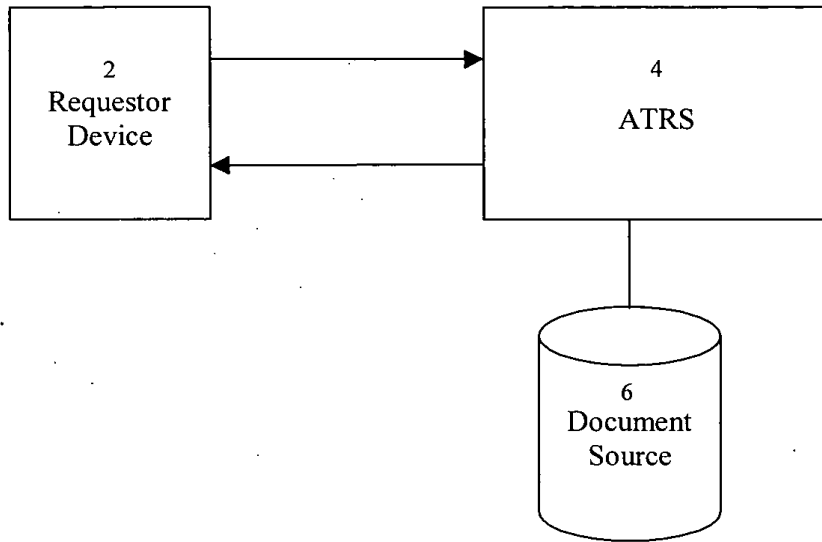 2
Requestor
Device
4
ATRS
6
Document
Source